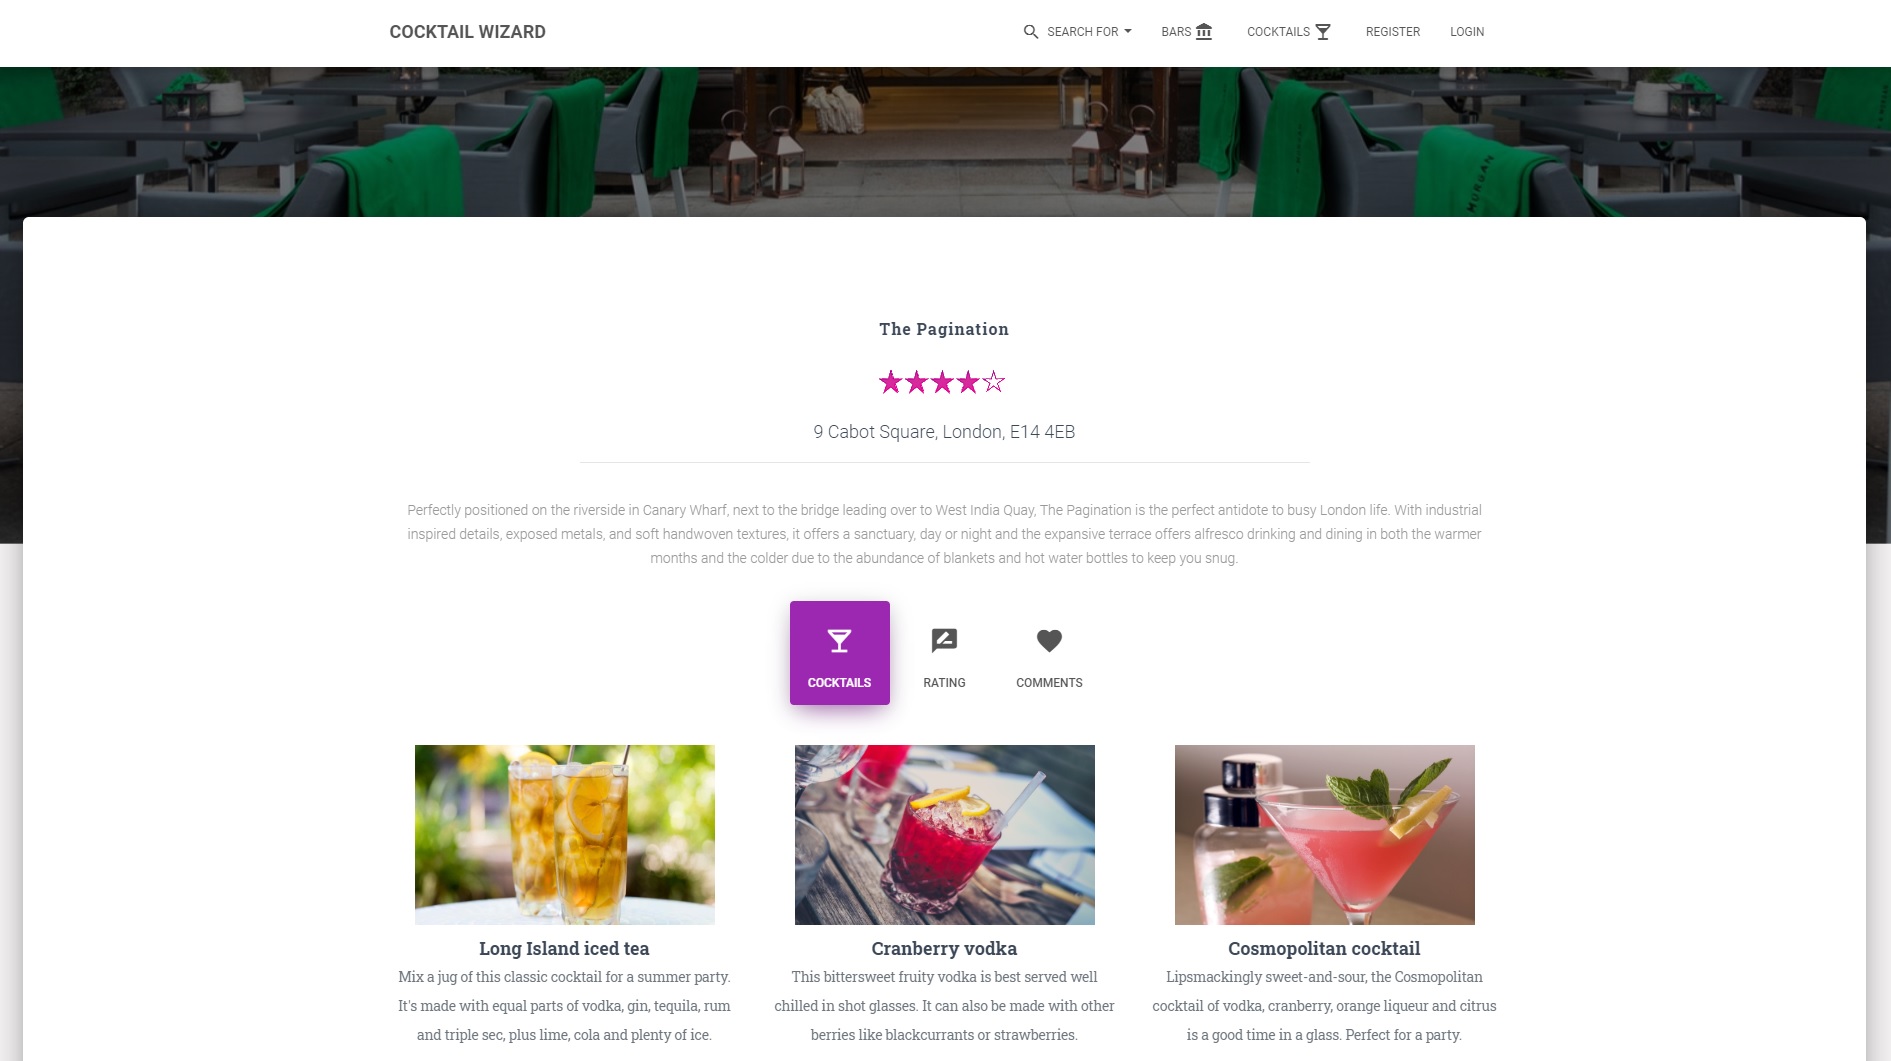 COCKTAIL WIZARD
SEARCH FOR
BARS
COCKTAILS
REGISTER
LOGIN
MURGAN
The Pagination
9 Cabot Square, London, E14 4EB
Perfectly positioned on the riverside in Canary Wharf, next to the bridge leading over to West India Quay, The Pagination is the perfect antidote to busy London life. With industrial
inspired details, exposed metals, and soft handwoven textures, it offers a sanctuary, day or night and the expansive terrace offers alfresco drinking and dining in both the warmer
months and the colder due to the abundance of blankets and hot water bottles to keep you snug.
COCKTAILS
RATING
COMMENTS
Long Island iced tea
Mix a jug of this classic cocktail for a summer party.
It's made with equal parts of vodka, gin, tequila, rum
and triple sec, plus lime, cola and plenty of ice.
Cranberry vodka
This bittersweet fruity vodka is best served well
chilled in shot glasses. It can also be made with other
berries like blackcurrants or strawberries.
Cosmopolitan cocktail
Lipsmackingly sweet-and-sour, the Cosmopolitan
cocktail of vodka, cranberry, orange liqueur and citrus
is a good time in a glass. Perfect for a party.